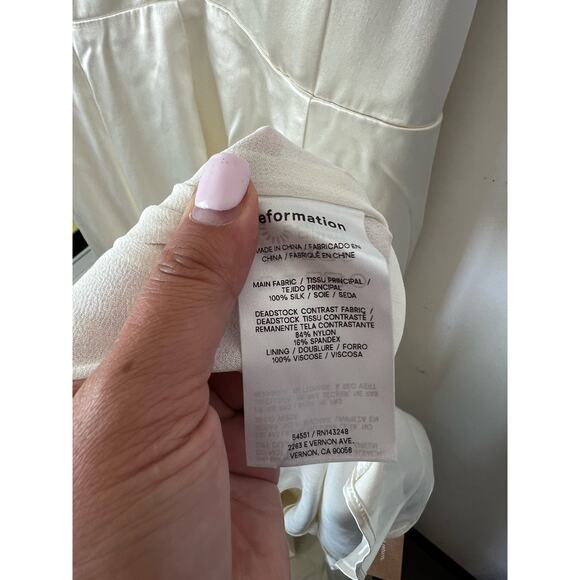 eformation
MADE IN CHINA / FABRICADO EN
CHINA / FABRIQUÉ EN CHINE
MAIN FABRIC / TISSU PRINCIPAL /
TEJIDO PRINCIPAL
100% SILK / SOIE / SEDA
DEADSTOCK CONTRAST FABRIC /
DEADSTOCK TISSU CONTRASTÉ /
REMANENTE TELA CONTRASTANTE
84% NYLON
16% SPANDEX
LINING / DOUBLURE / FORRO
100% VISCOSE / VISCOSA
84551 / RN143248
2263 E VERNON AVE.
VERNON, CA 90058